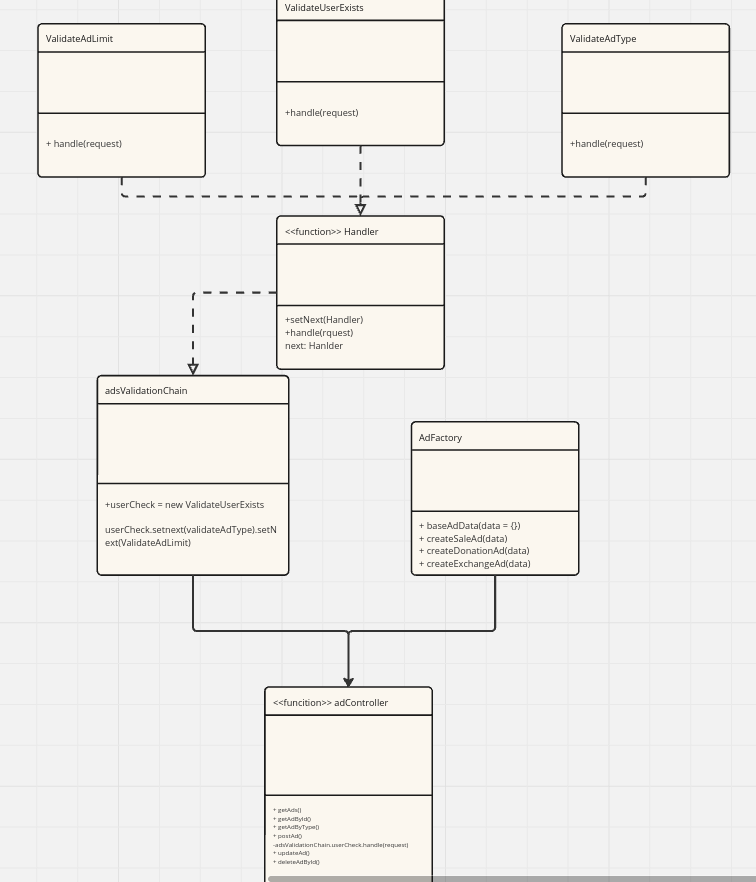 ValidateUserExists
ValidateAdLimit
ValidateAdType
+handle(request)
+ handle(request)
+handle(request)
<<function>> Handler
+setNext(Handler)
+handle(rquest)
next: Hanlder
adsValidationChain
AdFactory
+userCheck = new ValidateUserExists
userCheck.setnext(validateAdType).setN
ext(ValidateAdLimit)
+ baseAdData(data = {})
+ createSaleAd(data)
+ createDonationAd(data)
+ createExchangeAd(data)
<<funcition>> adController
+ getAds()
+ getAdById()
+ getAdByType()
+ postAd()
-adsValidationChain.userCheck.handle(request)
+ updateAd()
+ deleteAdById()